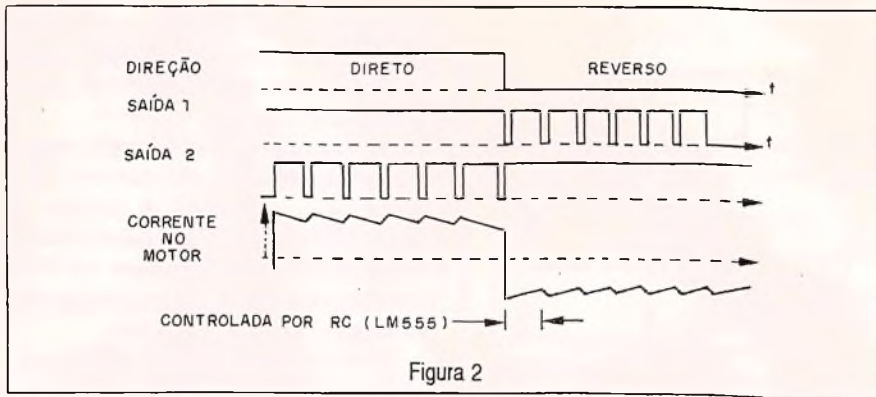 DIREÇÃO DIRETO REVERSO t
SAÍDA 1 t
SAÍDA 2
CORRENTE
NO
MOTOR
CONTROLADA POR RC (LM555)
Figura 2